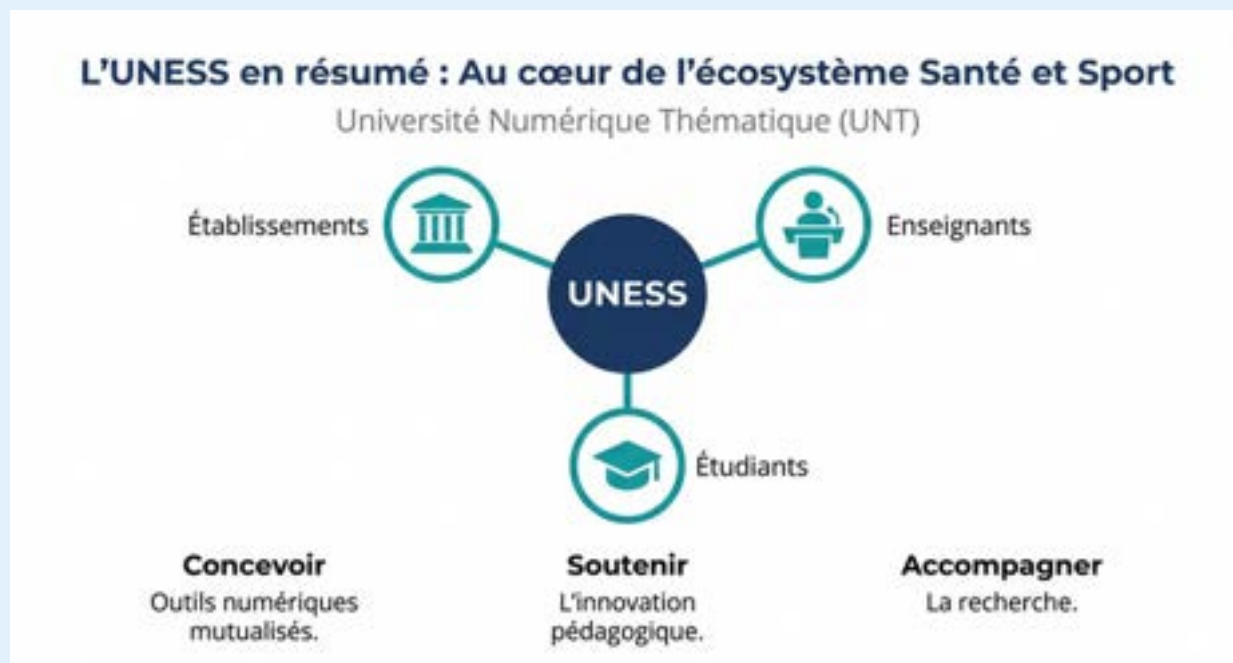 L’UNESS en résumé : Au cœur de l’écosystème Santé et Sport
Université Numérique Thématique (UNT)
Établissements
UNESS
Enseignants
Étudiants
Concevoir
Outils numériques
mutualisés.
Soutenir
L’innovation
pédagogique.
Accompagner
La recherche.